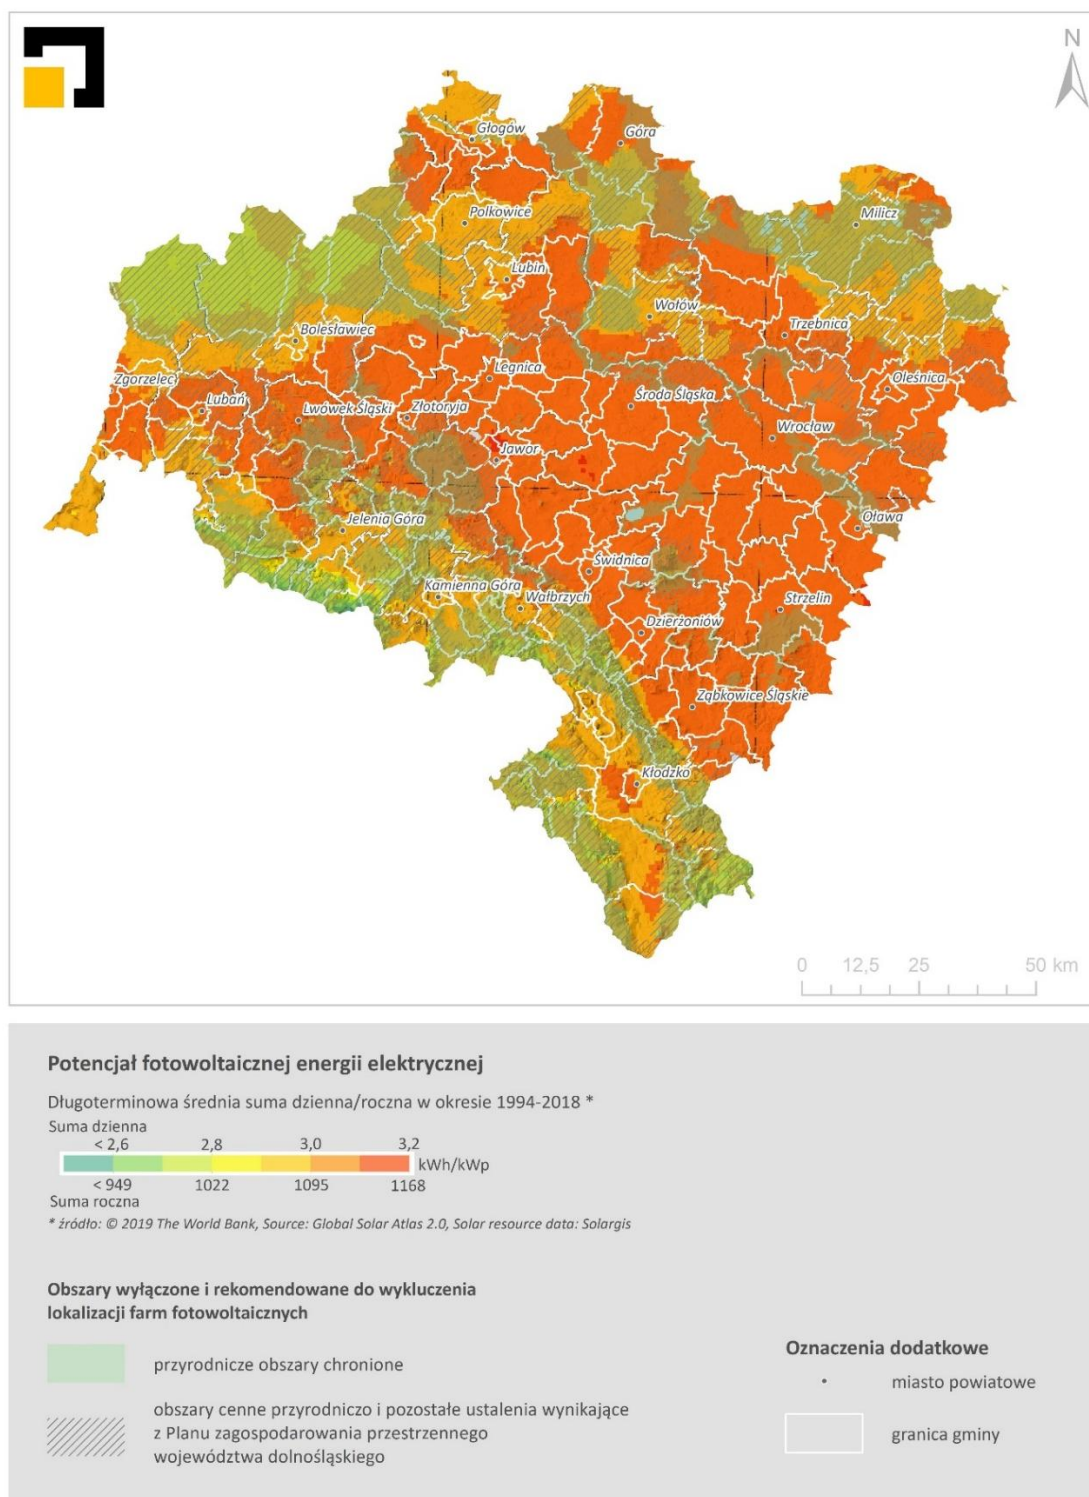 N
Głogów
Góra
Polkowice
Milicz
Lubin
Wołów
Trzebnica
Bolesławiec
Zgorzelec
Lubań
Lwówek Śląski
Złotoryja
Legnica
Środa Śląska
Oleśnica
Wrocław
Jawor
Jelenia Góra
Oława
Świdnica
Kamienna Góra
Wałbrzych
Strzelin
Dzierżoniów
Ząbkowice Śląskie
Kłodzko
0 12,5 25 50 km
Potencjał fotowoltaicznej energii elektrycznej
Długoterminowa średnia suma dzienna/roczna w okresie 1994-2018 *
Suma dzienna
< 2,6 2,8 3,0 3,2
kWh/kWp
< 949 1022 1095 1168
Suma roczna
* źródło: © 2019 The World Bank, Source: Global Solar Atlas 2.0, Solar resource data: Solargis
Obszary wyłączone i rekomendowane do wykluczenia
lokalizacji farm fotowoltaicznych
przyrodnicze obszary chronione
obszary cenne przyrodniczo i pozostałe ustalenia wynikające
z Planu zagospodarowania przestrzennego
województwa dolnośląskiego
Oznaczenia dodatkowe
miasto powiatowe
granica gminy